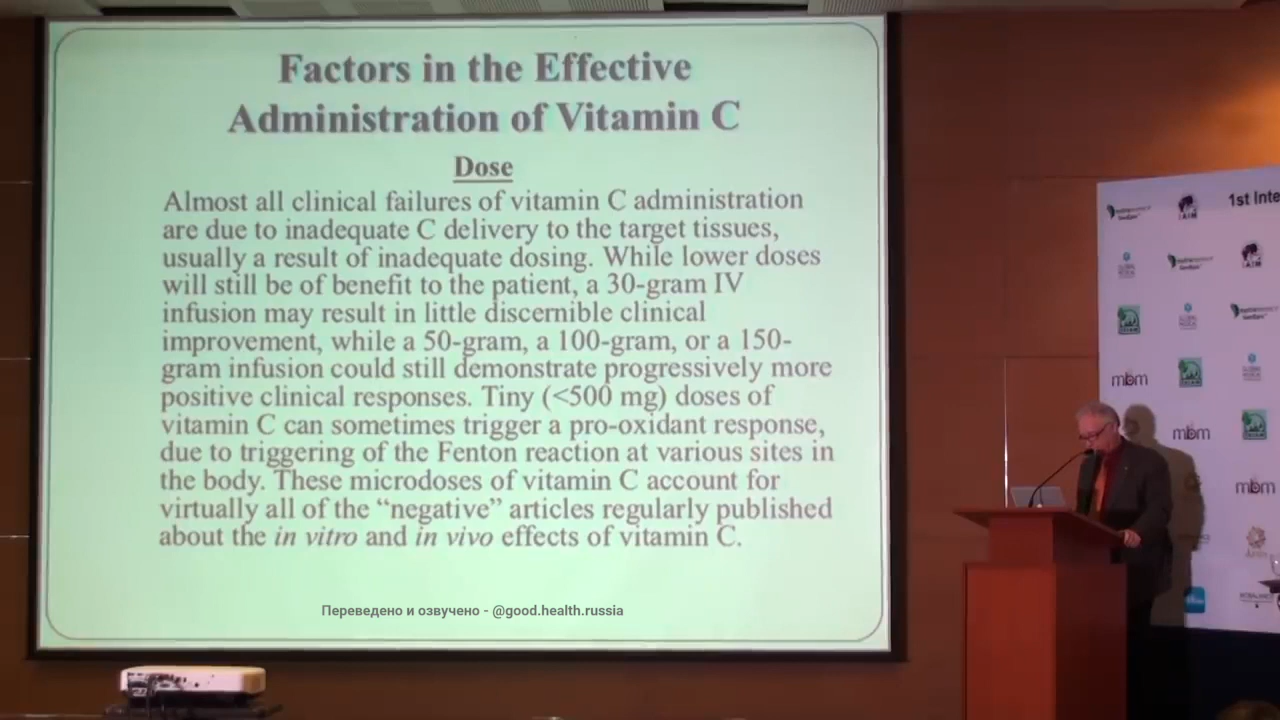 Factors in the Effective
Administration of Vitamin C
Dose
Almost all clinical failures of vitamin C administration
are due to inadequate C delivery to the target tissues,
usually a result of inadequate dosing. While lower doses
will still be of benefit to the patient, a 30-gram IV
infusion may result in little discernible clinical
improvement, while a 50-gram, a 100-gram, or a 150-
gram infusion could still demonstrate progressively more
positive clinical responses. Tiny (<500 mg) doses of
vitamin C can sometimes trigger a pro-oxidant response,
due to triggering of the Fenton reaction at various sites in
the body. These microdoses of vitamin C account for
virtually all of the “negative” articles regularly published
about the in vitro and in vivo effects of vitamin C.
Переведено и озвучено - @good.health.russia
1st Inte
mbm
mbm
mbm